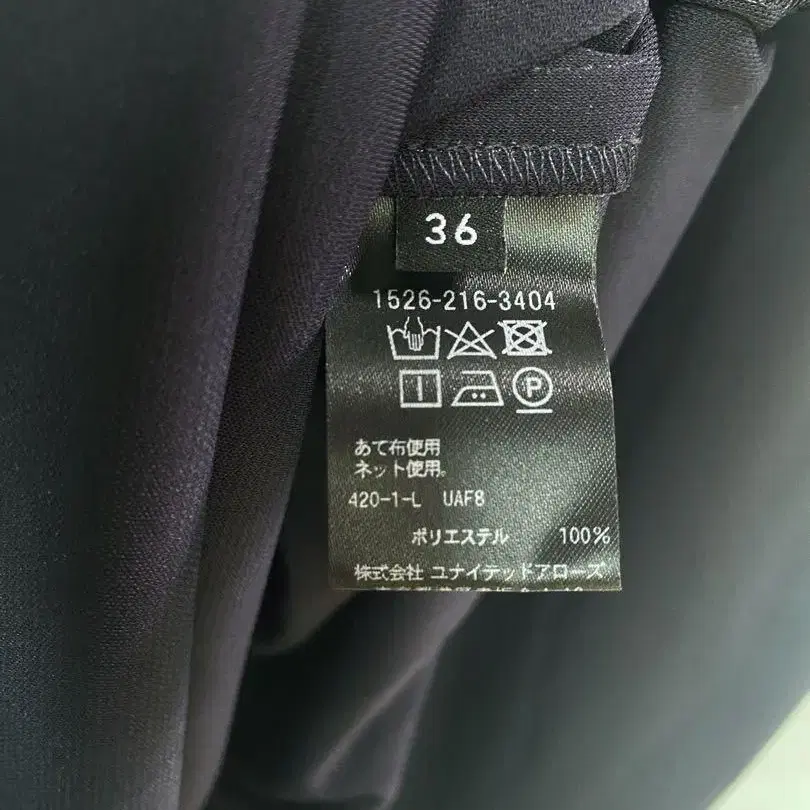 36
1526-216-3404
P
あて布使用
ネット使用。
420-1-L UAF8
ポリエステル 100%
株式会社 ユナイテッドアローズ